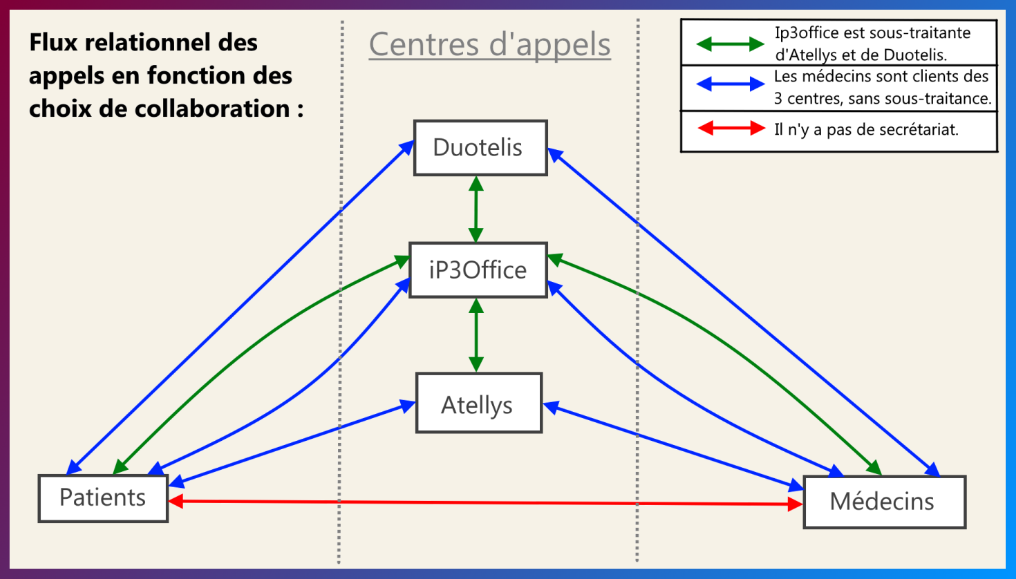 Flux relationnel des
appels en fonction des
choix de collaboration :
Centres d'appels
Ip3office est sous-traitante
d'Atellys et de Duotelis.
Les médecins sont clients des
3 centres, sans sous-traitance.
Il n'y a pas de secrétariat.
Duotelis
iP3Office
Atellys
Patients
Médecins